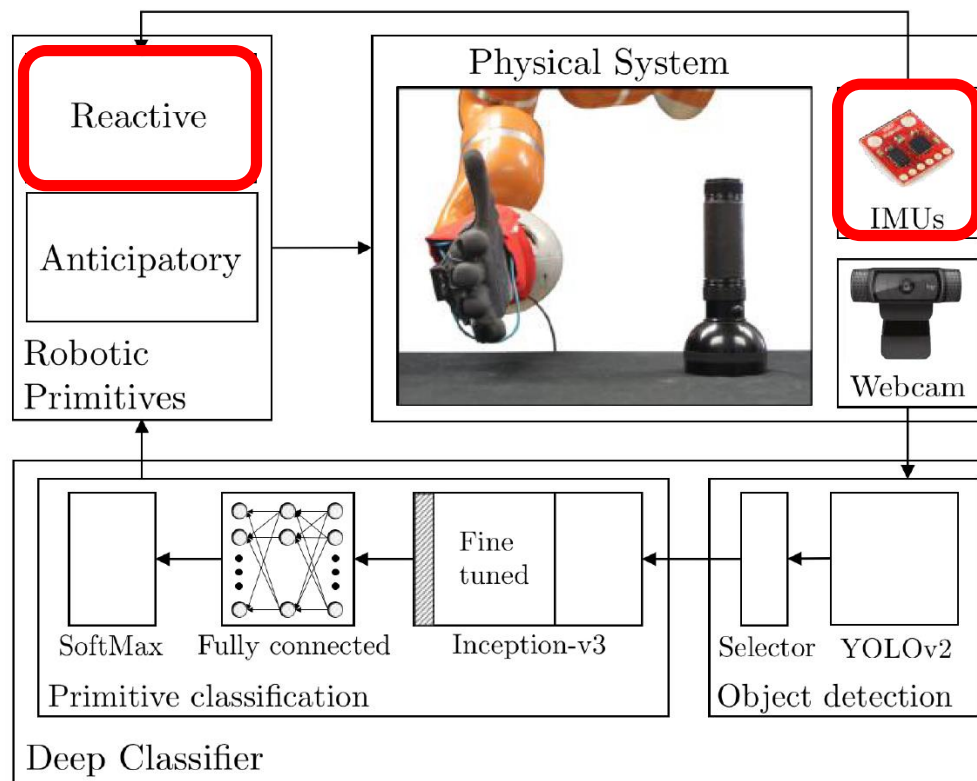 Physical System
Reactive
Anticipatory
Robotic
Primitives
IMUs
Webcam
Fine
tuned
SoftMax
Fully connected
Inception-v3
Selector
YOLOv2
Primitive classification
Object detection
Deep Classifier